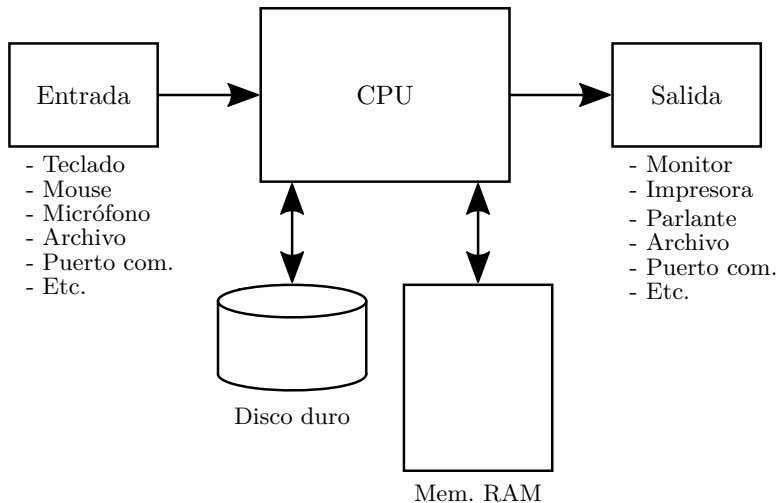 Entrada
CPU
Salida
- Teclado
- Mouse
- Micrófono
- Archivo
- Puerto com.
- Etc.
- Monitor
- Impresora
- Parlante
- Archivo
- Puerto com.
- Etc.
Disco duro
Mem. RAM